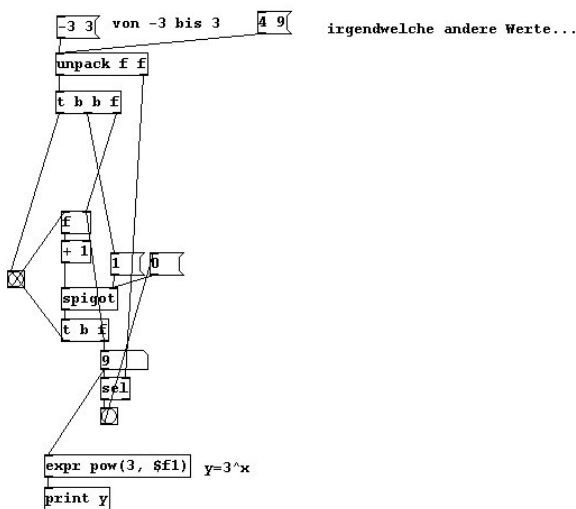 -3 3
von -3 bis 3
4 9
irgendwelche andere Werte...
unpack f f
t b b f
f
+ 1
1
0
spigot
t b f
9
sel
expr pow(3, $f1)
y=3^x
print y